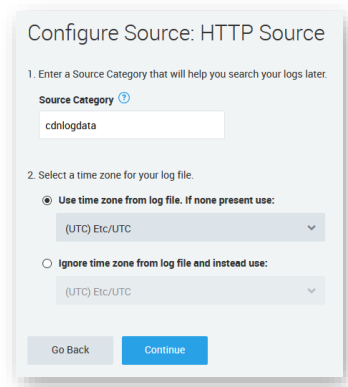 Configure Source: HTTP Source
1. Enter a Source Category that will help you search your logs later.
Source Category ?
cdnlogdata
2. Select a time zone for your log file.
Use time zone from log file. If none present use:
(UTC) Etc/UTC
Ignore time zone from log file and instead use:
(UTC) Etc/UTC
Go Back Continue